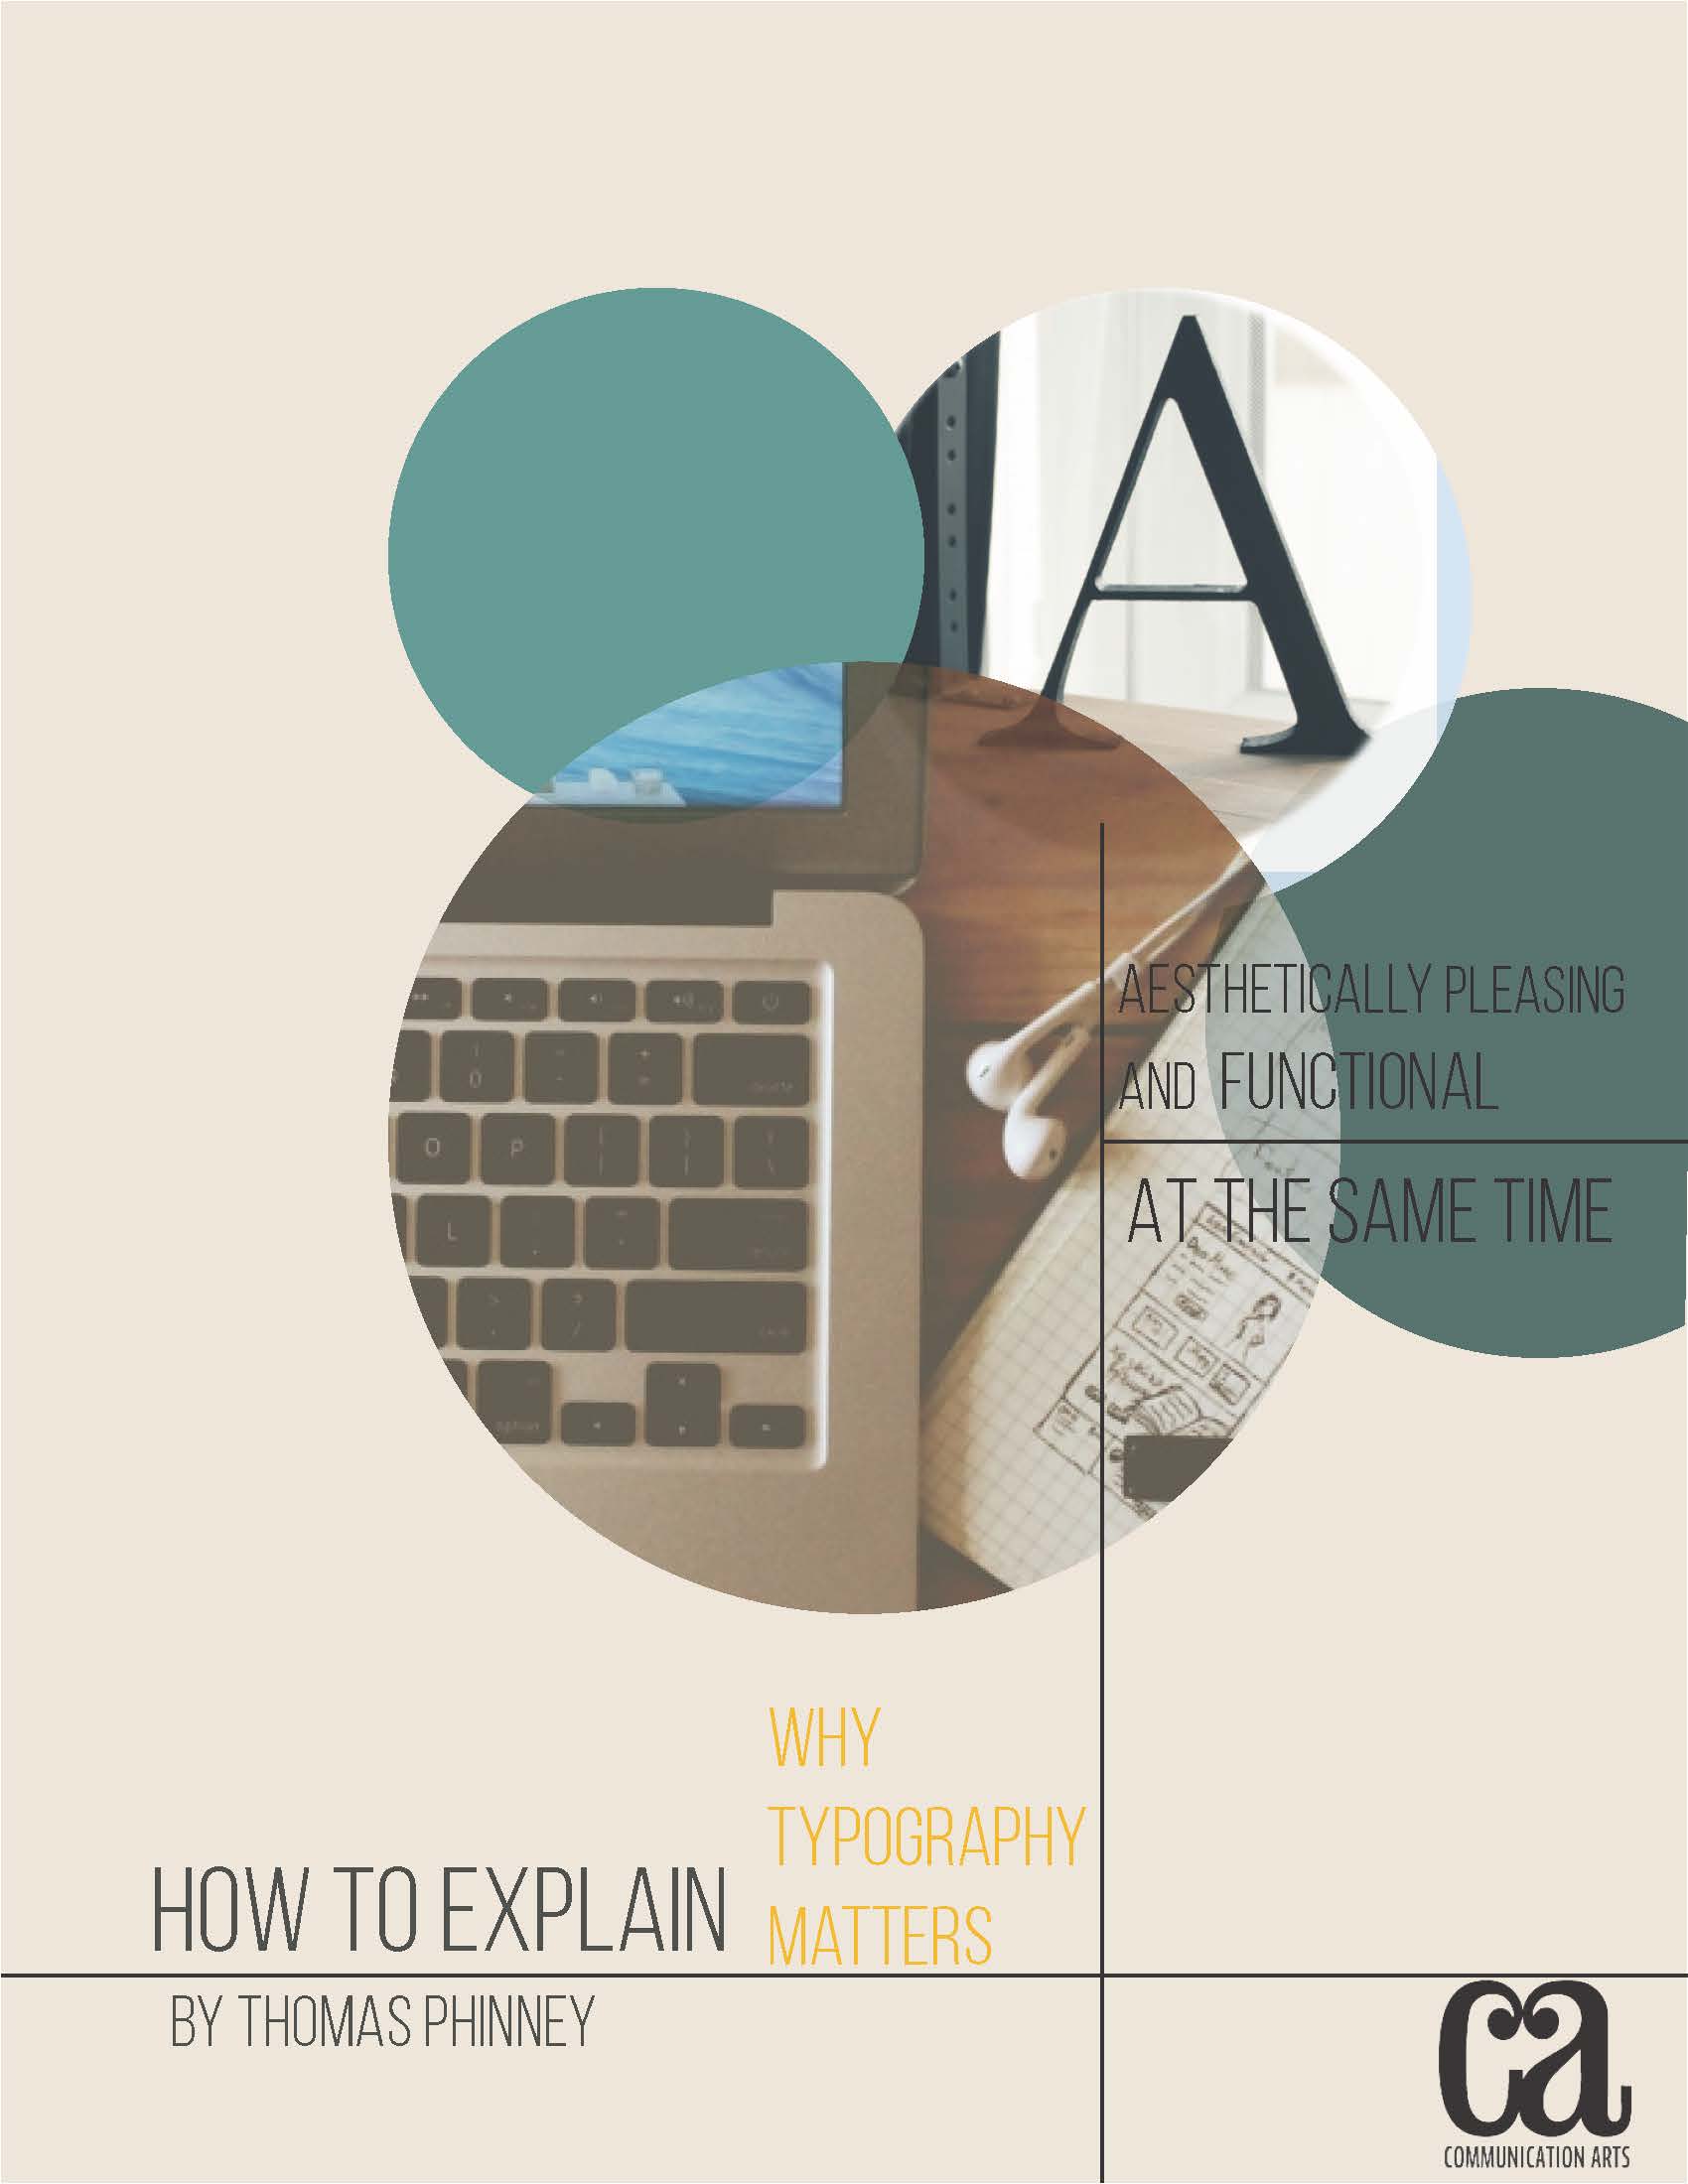 A
AESTHETICALLY PLEASING
AND FUNCTIONAL
AT THE SAME TIME
O P
L
option
WHY
TYPOGRAPHY
MATTERS
HOW TO EXPLAIN
BY THOMAS PHINNEY
ca
COMMUNICATION ARTS